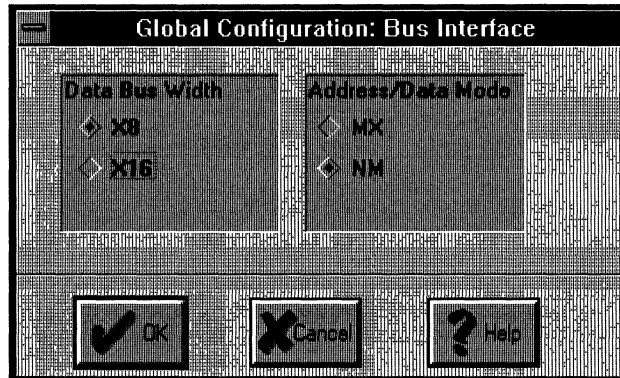 Global Configuration: Bus Interface
Data Bus Width
X8
X16
Address/Data Mode
MX
NM
OK
Cancel
Help